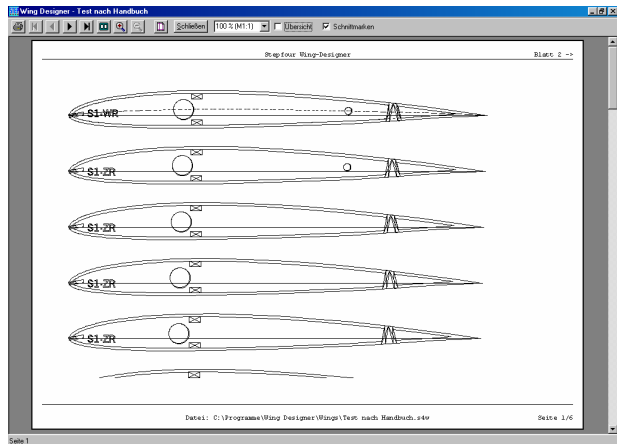 Wing Designer - Test nach Handbuch
Schließen 100 % (M1:1) Übersicht Schnittmarken
Stepfour Wing-Designer Blatt 2 ->
S1-WR
S1-ZR
S1-ZR
S1-ZR
S1-ZR
Datei: C:\Programme\Wing Designer\Wings\Test nach Handbuch.s4w Seite 1/6
Seite 1